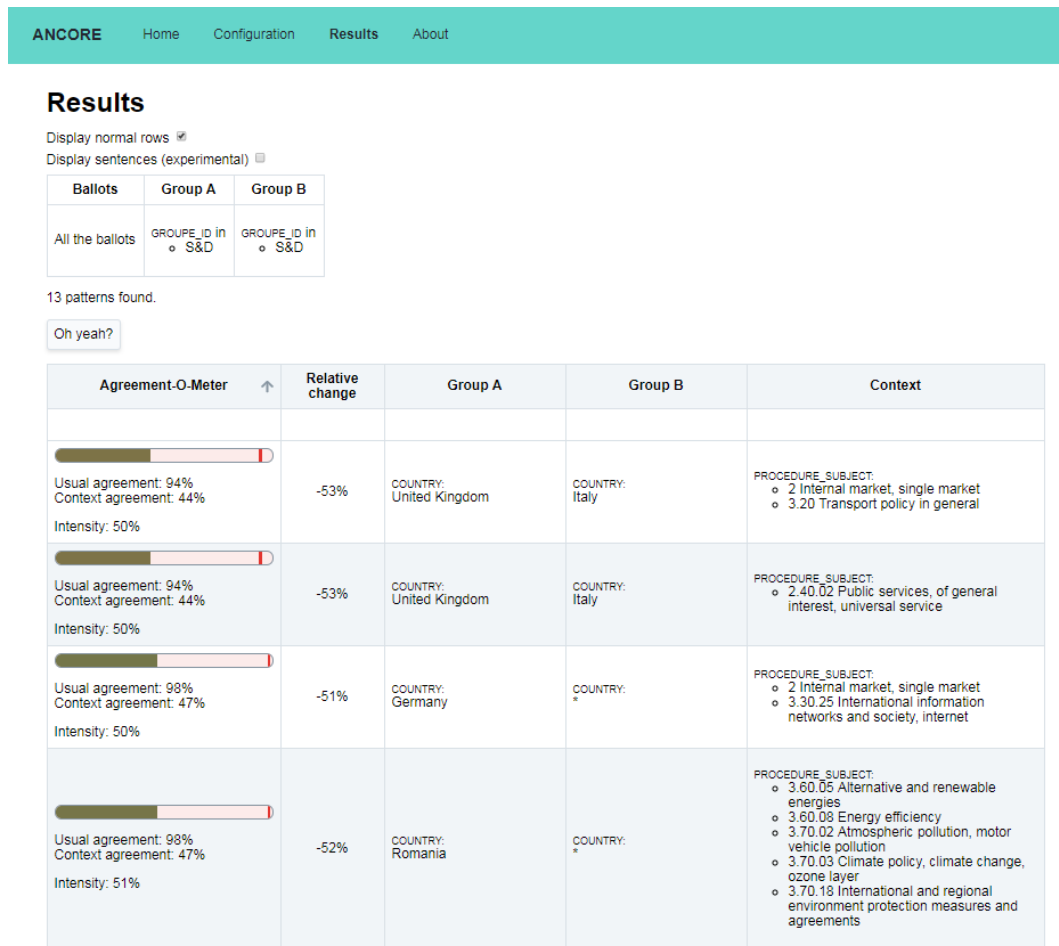 ANCORE Home Configuration Results About
Results
Display normal rows
Display sentences (experimental)
Ballots Group A Group B
All the ballots GROUPE_ID in S&D GROUPE_ID in S&D
13 patterns found.
Oh yeah?
Agreement-O-Meter Relative change Group A Group B Context
Usual agreement: 94%
Context agreement: 44%
Intensity: 50%
-53%
COUNTRY:
United Kingdom
COUNTRY:
Italy
PROCEDURE_SUBJECT:
2 Internal market, single market
3.20 Transport policy in general
Usual agreement: 94%
Context agreement: 44%
Intensity: 50%
-53%
COUNTRY:
United Kingdom
COUNTRY:
Italy
PROCEDURE_SUBJECT:
2.40.02 Public services, of general
interest, universal service
Usual agreement: 98%
Context agreement: 47%
Intensity: 50%
-51%
COUNTRY:
Germany
COUNTRY:
*
PROCEDURE_SUBJECT:
2 Internal market, single market
3.30.25 International information
networks and society, internet
Usual agreement: 98%
Context agreement: 47%
Intensity: 51%
-52%
COUNTRY:
Romania
COUNTRY:
*
PROCEDURE_SUBJECT:
3.60.05 Alternative and renewable
energies
3.60.08 Energy efficiency
3.70.02 Atmospheric pollution, motor
vehicle pollution
3.70.03 Climate policy, climate change,
ozone layer
3.70.18 International and regional
environment protection measures and
agreements